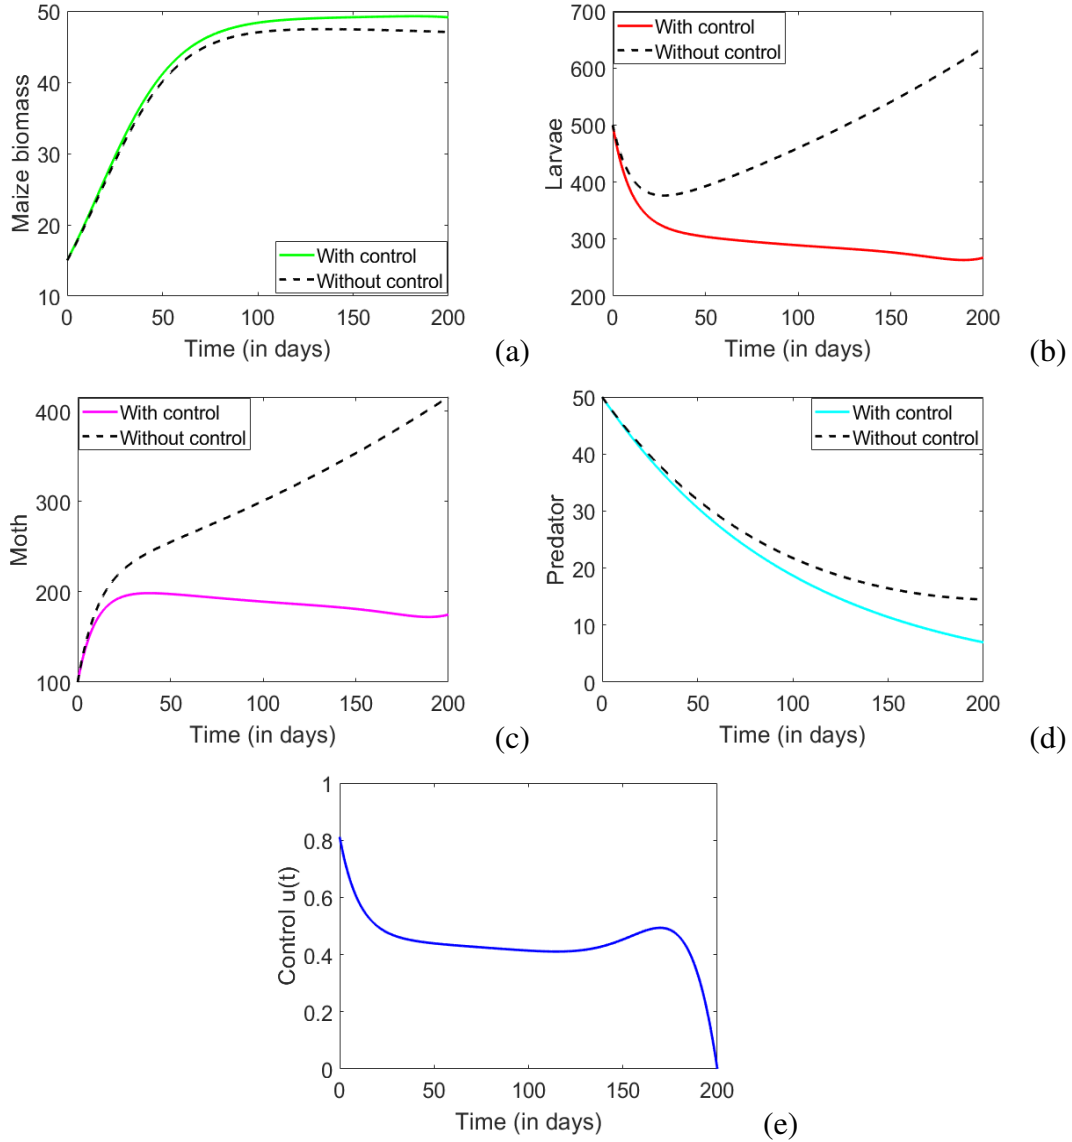 50
40
30
20
10
Maize biomass
With control
Without control
0 50 100 150 200
Time (in days)
(a)
700
600
500
400
300
200
Larvae
With control
Without control
0 50 100 150 200
Time (in days)
(b)
400
300
200
100
Moth
With control
Without control
0 50 100 150 200
Time (in days)
(c)
50
40
30
20
10
0
Predator
With control
Without control
0 50 100 150 200
Time (in days)
(d)
1
0.8
0.6
0.4
0.2
0
Control u(t)
0 50 100 150 200
Time (in days)
(e)